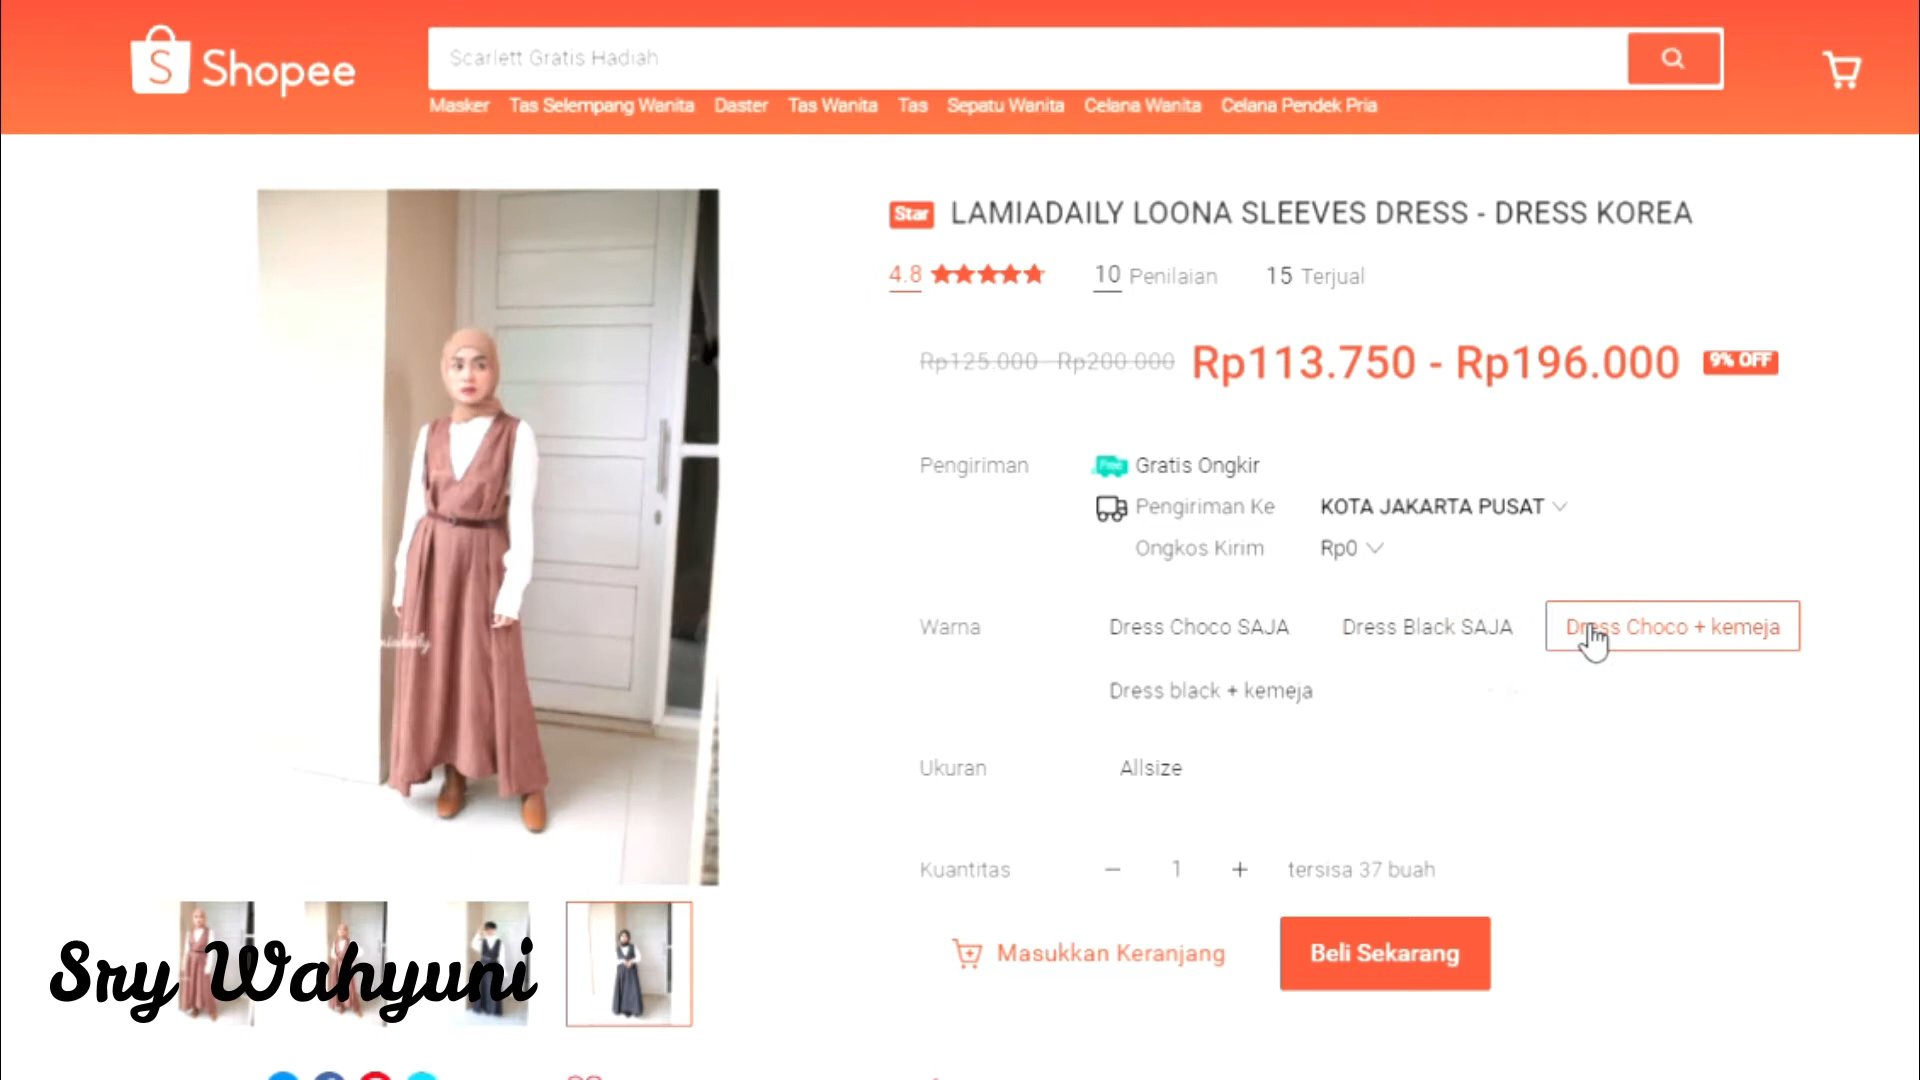 Shopee
Scarlett Gratis Hadiah
Masker Tas Selempang Wanita Daster Tas Wanita Tas Sepatu Wanita Celana Wanita Celana Pendek Pria
Star LAMIADAILY LOONA SLEEVES DRESS - DRESS KOREA
4.8 10 Penilaian 15 Terjual
Rp125.000 - Rp200.000 Rp113.750 - Rp196.000 9% OFF
Pengiriman Free Gratis Ongkir
Pengiriman Ke KOTA JAKARTA PUSAT
Ongkos Kirim Rp0
Warna Dress Choco SAJA Dress Black SAJA Dress Choco + kemeja
Dress black + kemeja
Ukuran Allsize
Kuantitas − 1 + tersisa 37 buah
Masukkan Keranjang Beli Sekarang
Sry Wahyuni